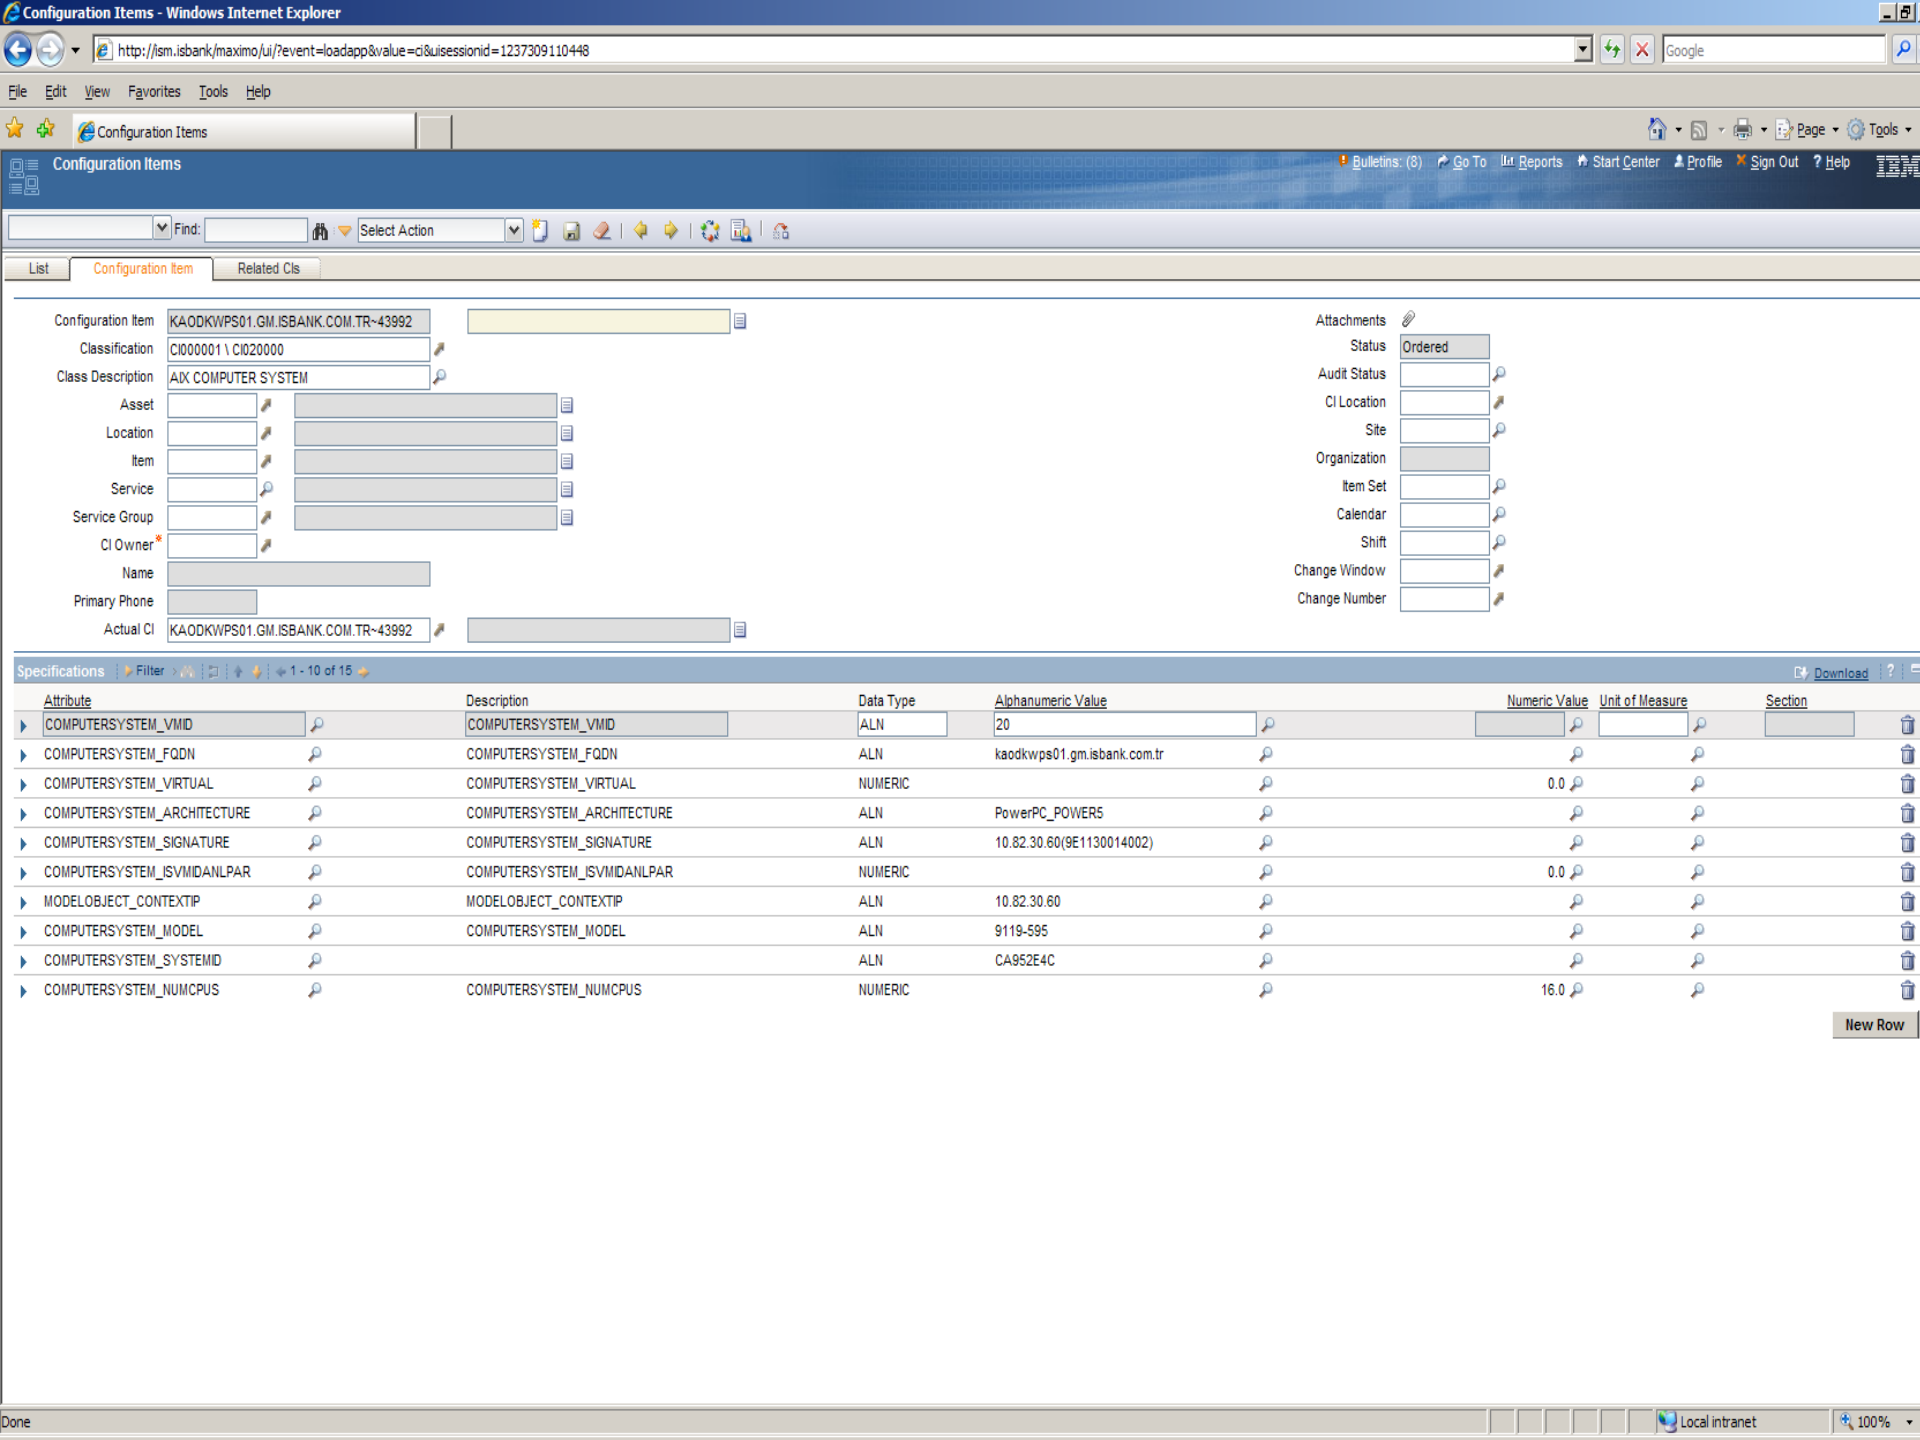 Configuration Items - Windows Internet Explorer
http://ism.isbank/maximo/ui/?event=loadapp&value=ci&uisessionid=1237309110448
Google
File Edit View Favorites Tools Help
Configuration Items
Page Tools
Configuration Items
Bulletins: (8) Go To Reports Start Center Profile Sign Out ? Help IBM
Find: Select Action
List Configuration Item Related CIs
Configuration Item KAODKWPS01.GM.ISBANK.COM.TR~43992 Attachments
Classification CI000001 \ CI020000 Status Ordered
Class Description AIX COMPUTER SYSTEM Audit Status
Asset CI Location
Location Site
Item Organization
Service Item Set
Service Group Calendar
CI Owner* Shift
Name Change Window
Primary Phone Change Number
Actual CI KAODKWPS01.GM.ISBANK.COM.TR~43992
Specifications Filter 1 - 10 of 15 Download ?
Attribute Description Data Type Alphanumeric Value Numeric Value Unit of Measure Section
COMPUTERSYSTEM_VMID COMPUTERSYSTEM_VMID ALN 20
COMPUTERSYSTEM_FQDN COMPUTERSYSTEM_FQDN ALN kaodkwps01.gm.isbank.com.tr
COMPUTERSYSTEM_VIRTUAL COMPUTERSYSTEM_VIRTUAL NUMERIC 0.0
COMPUTERSYSTEM_ARCHITECTURE COMPUTERSYSTEM_ARCHITECTURE ALN PowerPC_POWER5
COMPUTERSYSTEM_SIGNATURE COMPUTERSYSTEM_SIGNATURE ALN 10.82.30.60(9E1130014002)
COMPUTERSYSTEM_ISVMIDANLPAR COMPUTERSYSTEM_ISVMIDANLPAR NUMERIC 0.0
MODELOBJECT_CONTEXTIP MODELOBJECT_CONTEXTIP ALN 10.82.30.60
COMPUTERSYSTEM_MODEL COMPUTERSYSTEM_MODEL ALN 9119-595
COMPUTERSYSTEM_SYSTEMID ALN CA952E4C
COMPUTERSYSTEM_NUMCPUS COMPUTERSYSTEM_NUMCPUS NUMERIC 16.0
New Row
Done Local intranet 100%